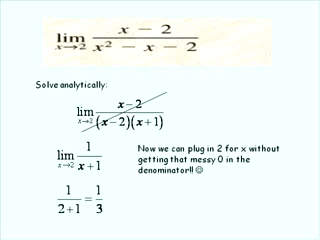 lim x→2 x − 2 / x² − x − 2
Solve analytically:
lim x→2 x−2 / (x−2)(x+1)
lim x→2 1 / x+1
Now we can plug in 2 for x without
getting that messy 0 in the
denominator!! ☺
1 / 2+1 = 1 / 3